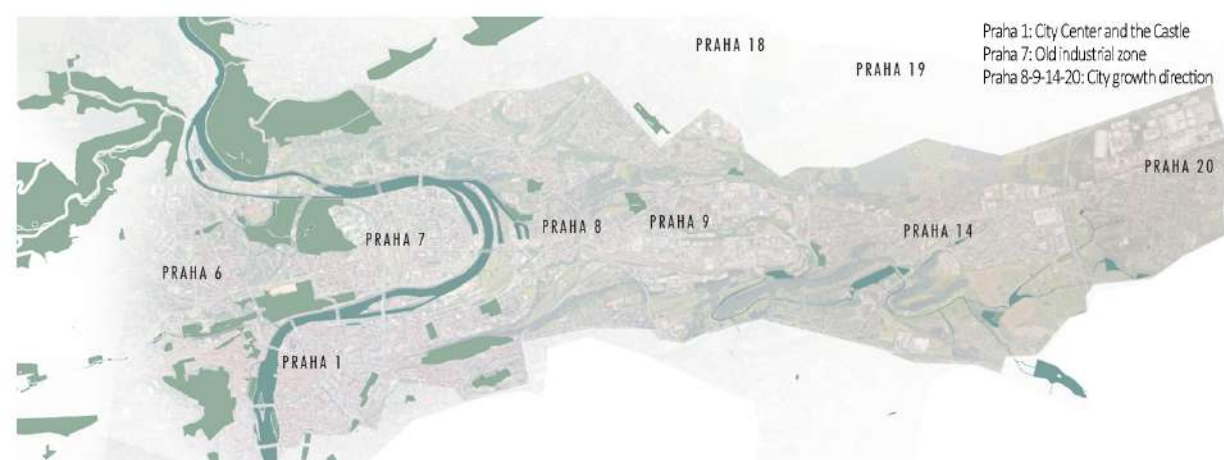 PRAHA 18
PRAHA 19
Praha 1: City Center and the Castle
Praha 7: Old industrial zone
Praha 8-9-14-20: City growth direction
PRAHA 20
PRAHA 7
PRAHA 8
PRAHA 9
PRAHA 14
PRAHA 6
PRAHA 1